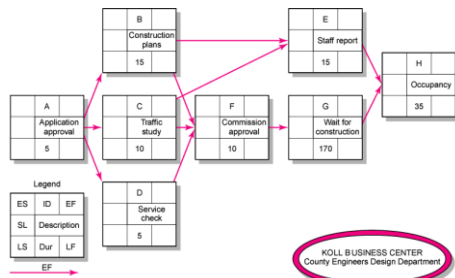 B
Construction
plans
15
E
Staff report
15
H
Occupancy
35
A
Application
approval
5
C
Traffic
study
10
F
Commission
approval
10
G
Wait for
construction
170
D
Service
check
5
Legend
ES ID EF
SL Description
LS Dur LF
EF
KOLL BUSINESS CENTER
County Engineers Design Department